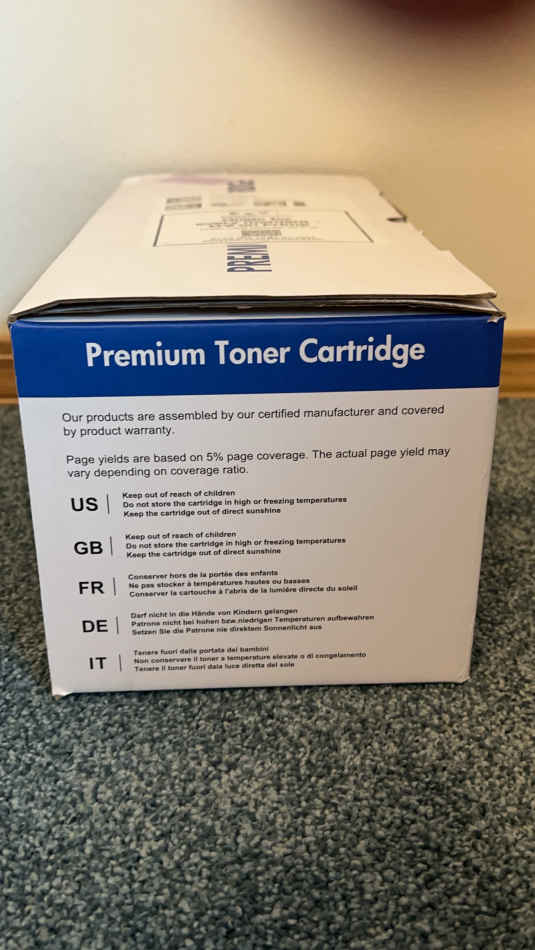 PREMI
Premium Toner Cartridge
Our products are assembled by our certified manufacturer and covered
by product warranty.
Page yields are based on 5% page coverage. The actual page yield may
vary depending on coverage ratio.
US
Keep out of reach of children
Do not store the cartridge in high or freezing temperatures
Keep the cartridge out of direct sunshine
GB
Keep out of reach of children
Do not store the cartridge in high or freezing temperatures
Keep the cartridge out of direct sunshine
FR
Conserver hors de la portée des enfants
Ne pas stocker à températures hautes ou basses
Conserver la cartouche à l'abris de la lumière directe du soleil
DE
Darf nicht in die Hände von Kindern gelangen
Patrone nicht bei hohen bzw.niedrigen Temperaturen aufbewahren
Setzen Sie die Patrone nie direktem Sonnenlicht aus
IT
Tenere fuori dalla portata dei bambini
Non conservare il toner a temperature elevate o di congelamento
Tenere il toner fuori dala luce diretta del sole